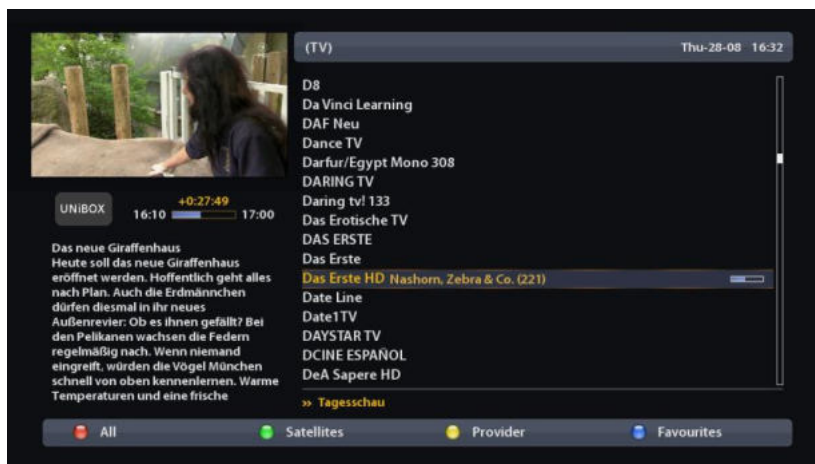 (TV)
Thu-28-08 16:32
D8
Da Vinci Learning
DAF Neu
Dance TV
Darfur/Egypt Mono 308
DARING TV
Daring tv! 133
Das Erotische TV
DAS ERSTE
Das Erste
Das Erste HD Nashorn, Zebra & Co. (221)
Date Line
Date1TV
DAYSTAR TV
DCINE ESPAÑOL
DeA Sapere HD
» Tagesschau
UNiBOX
+0:27:49
16:10 17:00
Das neue Giraffenhaus
Heute soll das neue Giraffenhaus
eröffnet werden. Hoffentlich geht alles
nach Plan. Auch die Erdmännchen
dürfen diesmal in ihr neues
Außenrevier: Ob es ihnen gefällt? Bei
den Pelikanen wachsen die Federn
regelmäßig nach. Wenn niemand
eingreift, würden die Vögel München
schnell von oben kennenlernen. Warme
Temperaturen und eine frische
All
Satellites
Provider
Favourites